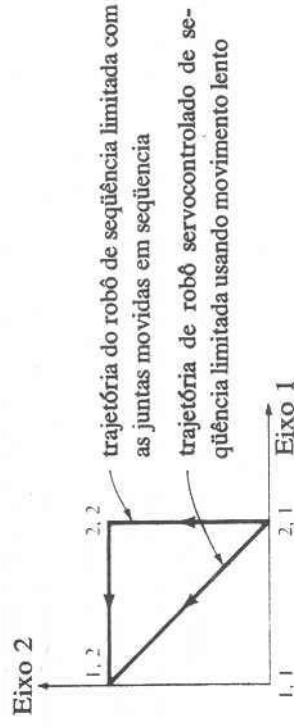 Eixo 2
1, 2
2, 2
trajetória do robô de seqüência limitada com
as juntas movidas em seqüencia
trajetória de robô servocontrolado de se-
qüência limitada usando movimento lento
1, 1
2, 1
Eixo 1